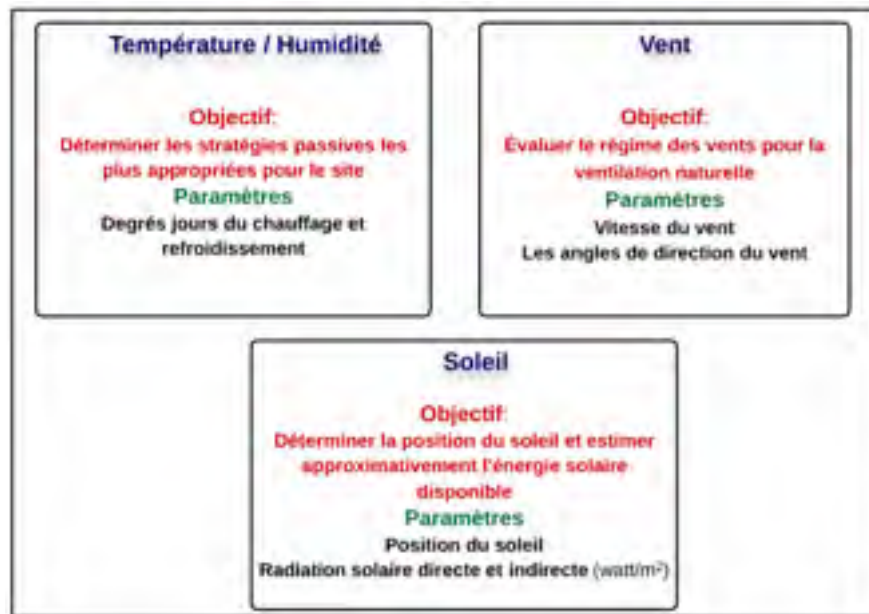 Température / Humidité
Objectif:
Déterminer les stratégies passives les
plus appropriées pour le site
Paramètres
Degrés jours du chauffage et
refroidissement
Vent
Objectif:
Évaluer le régime des vents pour la
ventilation naturelle
Paramètres
Vitesse du vent
Les angles de direction du vent
Soleil
Objectif:
Déterminer la position du soleil et estimer
approximativement l'énergie solaire
disponible
Paramètres
Position du soleil
Radiation solaire directe et indirecte (watt/m²)